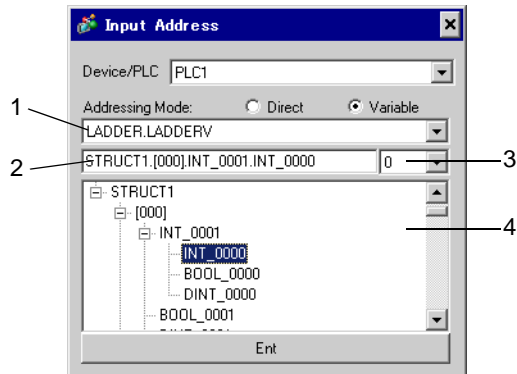 Input Address
Device/PLC PLC1
Addressing Mode: Direct Variable
1
LADDER.LADDERV
2
STRUCT1.[000].INT_0001.INT_0000 0
3
STRUCT1
[000]
4
INT_0001
INT_0000
BOOL_0000
DINT_0000
BOOL_0001
Ent